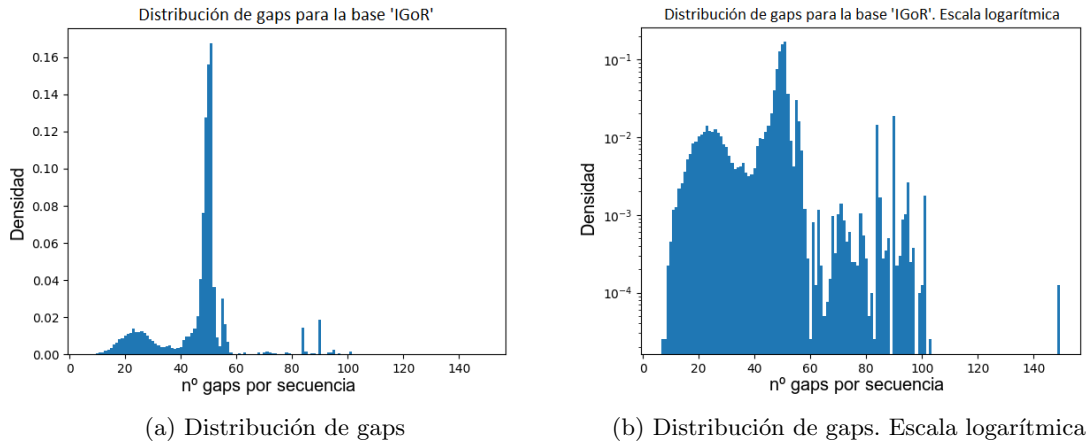 Distribución de gaps para la base 'IGoR'
0.16
0.14
0.12
0.10
0.08
0.06
0.04
0.02
0.00
Densidad
0 20 40 60 80 100 120 140
nº gaps por secuencia
(a) Distribución de gaps
Distribución de gaps para la base 'IGoR'. Escala logarítmica
10⁻¹
10⁻²
10⁻³
10⁻⁴
Densidad
0 20 40 60 80 100 120 140
nº gaps por secuencia
(b) Distribución de gaps. Escala logarítmica